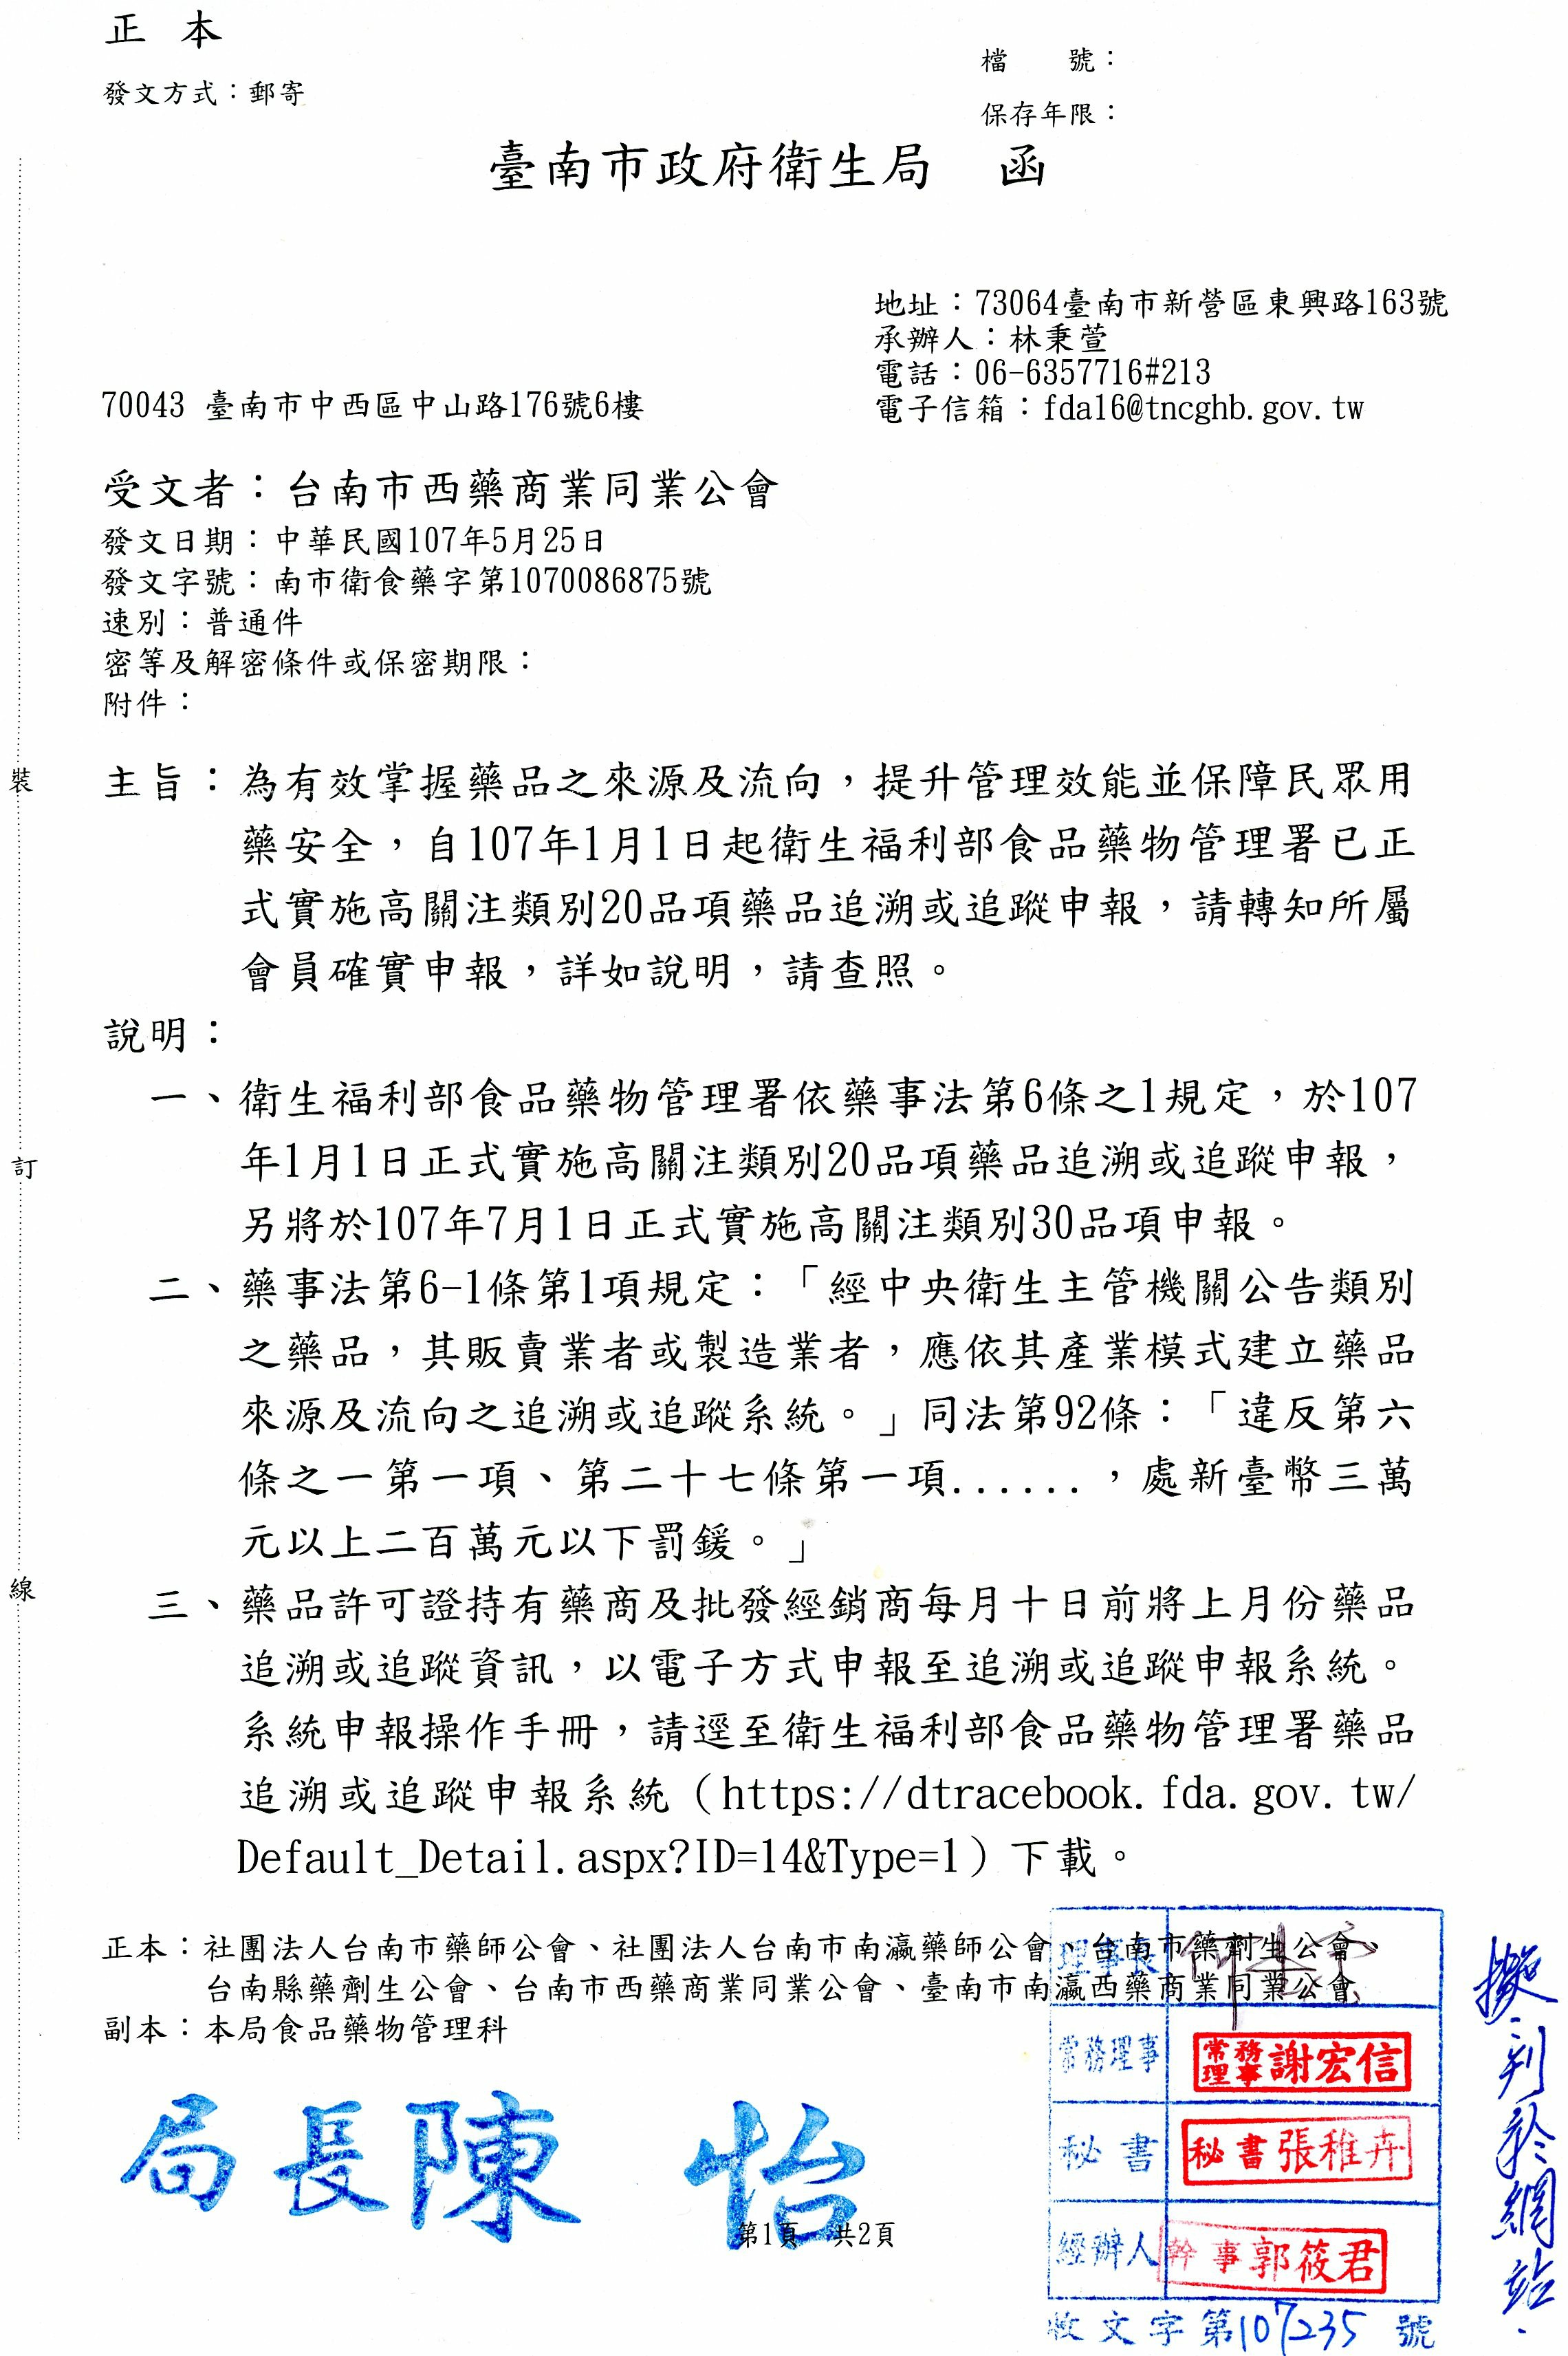 正 本
發文方式：郵寄
檔　　號：
保存年限：
臺南市政府衛生局　函
地址：73064臺南市新營區東興路163號
承辦人：林秉萱
電話：06-6357716#213
電子信箱：fda16@tncghb.gov.tw
70043 臺南市中西區中山路176號6樓
受文者：台南市西藥商業同業公會
發文日期：中華民國107年5月25日
發文字號：南市衛食藥字第1070086875號
速別：普通件
密等及解密條件或保密期限：
附件：
主旨：為有效掌握藥品之來源及流向，提升管理效能並保障民眾用
藥安全，自107年1月1日起衛生福利部食品藥物管理署已正
式實施高關注類別20品項藥品追溯或追蹤申報，請轉知所屬
會員確實申報，詳如說明，請查照。
說明：
一、衛生福利部食品藥物管理署依藥事法第6條之1規定，於107
年1月1日正式實施高關注類別20品項藥品追溯或追蹤申報，
另將於107年7月1日正式實施高關注類別30品項申報。
二、藥事法第6-1條第1項規定：「經中央衛生主管機關公告類別
之藥品，其販賣業者或製造業者，應依其產業模式建立藥品
來源及流向之追溯或追蹤系統。」同法第92條：「違反第六
條之一第一項、第二十七條第一項......，處新臺幣三萬
元以上二百萬元以下罰鍰。」
三、藥品許可證持有藥商及批發經銷商每月十日前將上月份藥品
追溯或追蹤資訊，以電子方式申報至追溯或追蹤申報系統。
系統申報操作手冊，請逕至衛生福利部食品藥物管理署藥品
追溯或追蹤申報系統（https://dtracebook.fda.gov.tw/
Default_Detail.aspx?ID=14&Type=1）下載。
正本：社團法人台南市藥師公會、社團法人台南市南瀛藥師公會、台南市藥劑生公會、
台南縣藥劑生公會、台南市西藥商業同業公會、臺南市南瀛西藥商業同業公會
副本：本局食品藥物管理科
局長陳 怡
第1頁　共2頁
裝
訂
線
理事長
常務理事 常務理事 謝宏信
秘書 秘書 張稚卉
經辦人 幹事 郭筱君
收文字第107235號
擬刊於網站.